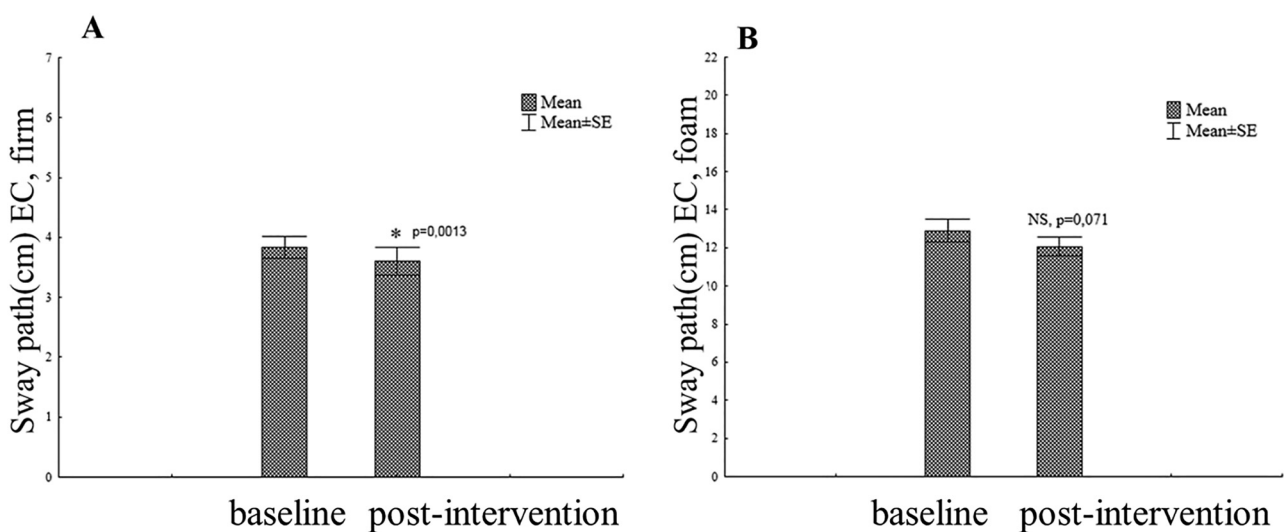 A
Sway path(cm) EC, firm
7
6
5
4
3
2
1
0
Mean
Mean±SE
* p=0,0013
baseline post-intervention
B
Sway path(cm) EC, foam
22
20
18
16
14
12
10
8
6
4
2
0
Mean
Mean±SE
NS, p=0,071
baseline post-intervention